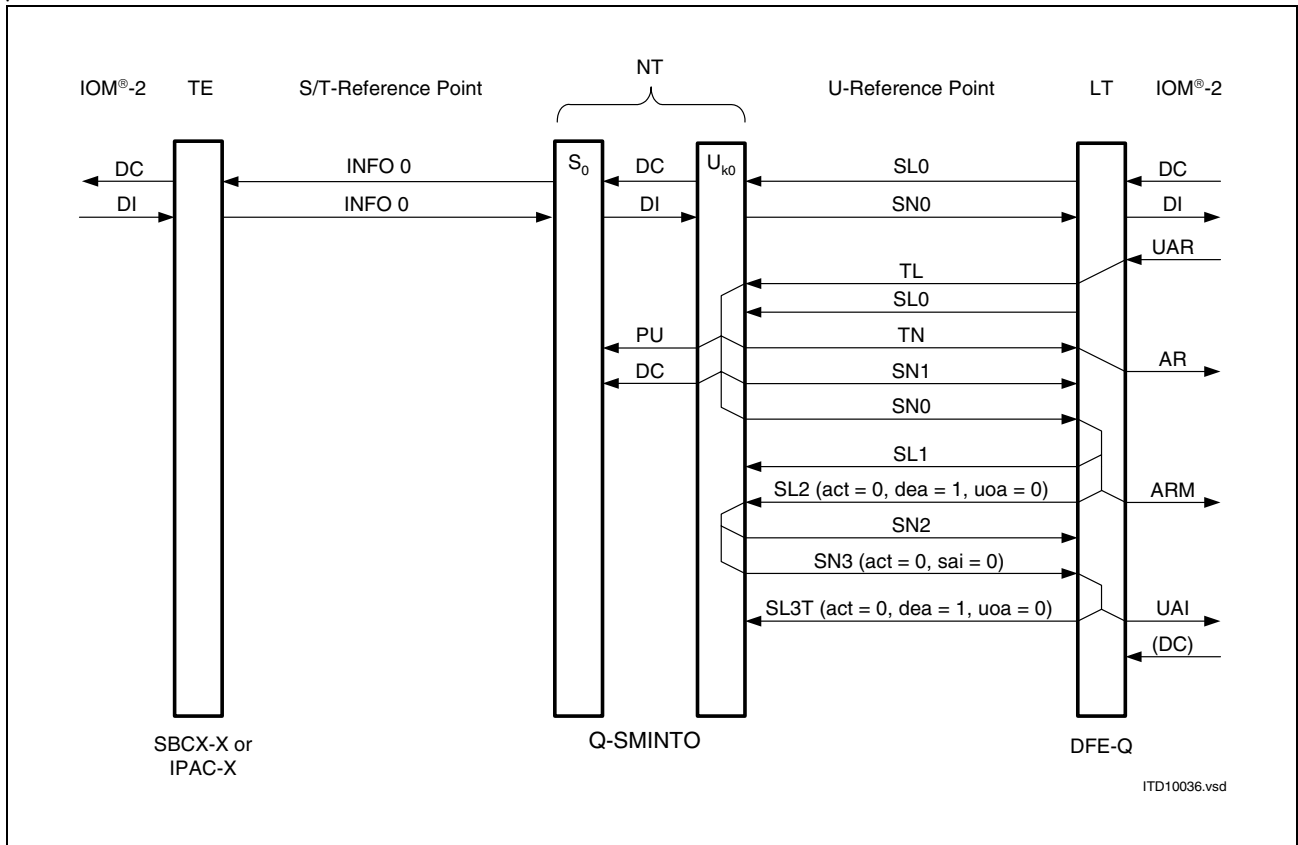 NT
IOM®-2 TE S/T-Reference Point U-Reference Point LT IOM®-2
S0 Uk0
DC INFO 0 DC SL0 DC
DI INFO 0 DI SN0 DI
UAR
TL
SL0
PU TN
AR
DC SN1
SN0
SL1
SL2 (act = 0, dea = 1, uoa = 0) ARM
SN2
SN3 (act = 0, sai = 0)
SL3T (act = 0, dea = 1, uoa = 0) UAI
(DC)
SBCX-X or
IPAC-X
Q-SMINTO
DFE-Q
ITD10036.vsd